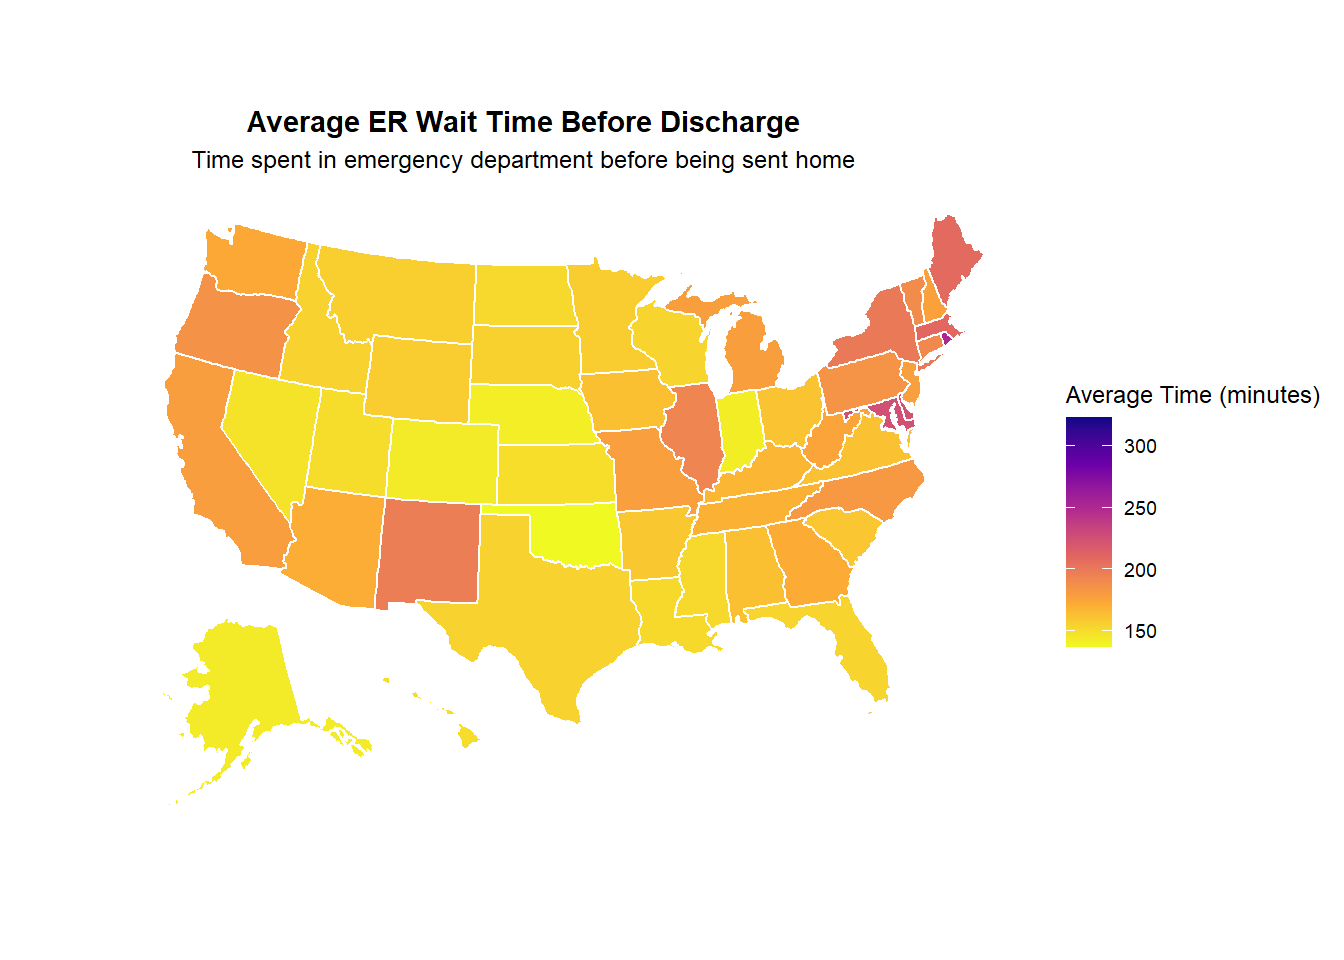 Average ER Wait Time Before Discharge
Time spent in emergency department before being sent home
Average Time (minutes)
300
250
200
150